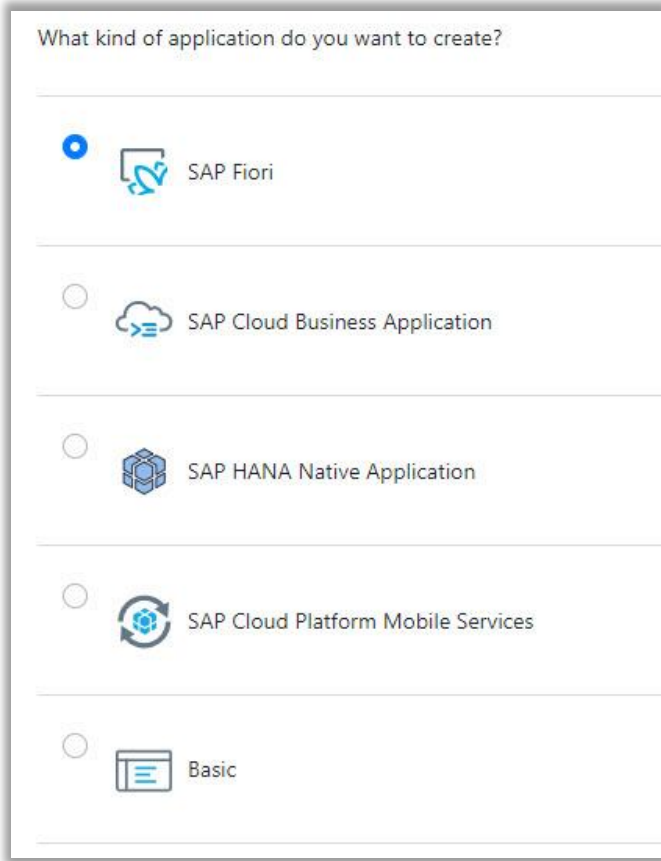 What kind of application do you want to create?
SAP Fiori
SAP Cloud Business Application
SAP HANA Native Application
SAP Cloud Platform Mobile Services
Basic